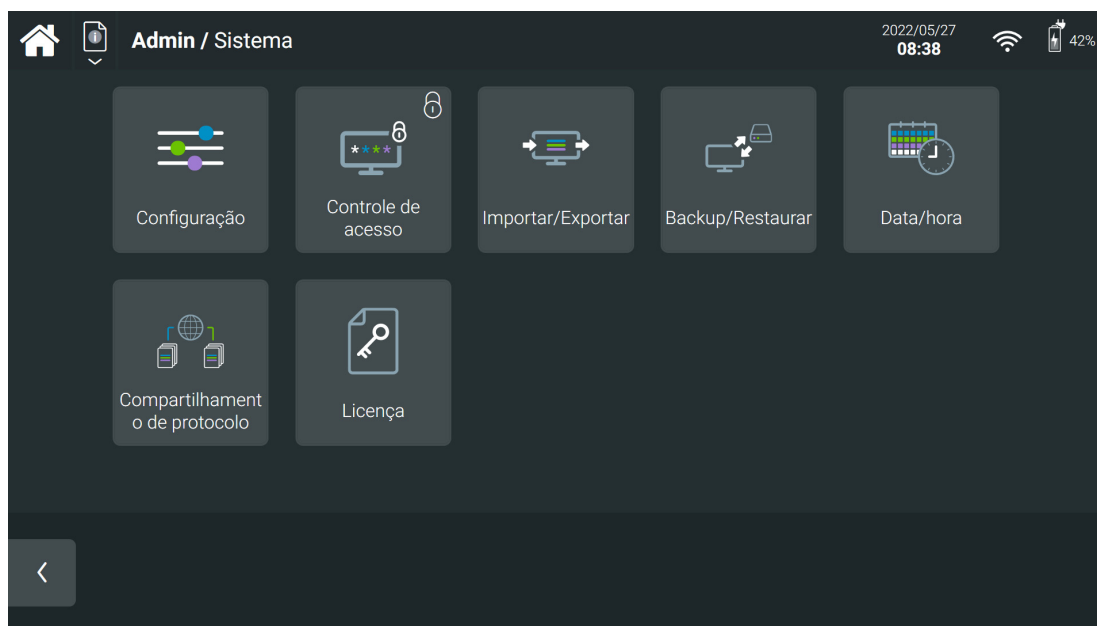 Admin / Sistema
2022/05/27
08:38
42%
Configuração
Controle de
acesso
Importar/Exportar
Backup/Restaurar
Data/hora
Compartilhament
o de protocolo
Licença